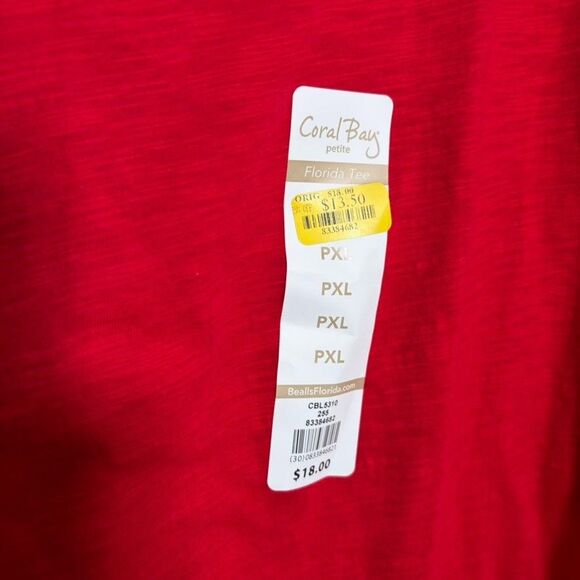 Coral Bay
petite
Florida Tee
ORIG $18.00
$13.50
83384682
PXL
PXL
PXL
PXL
BeallsFlorida.com
CBL5310
255
83384682
$18.00